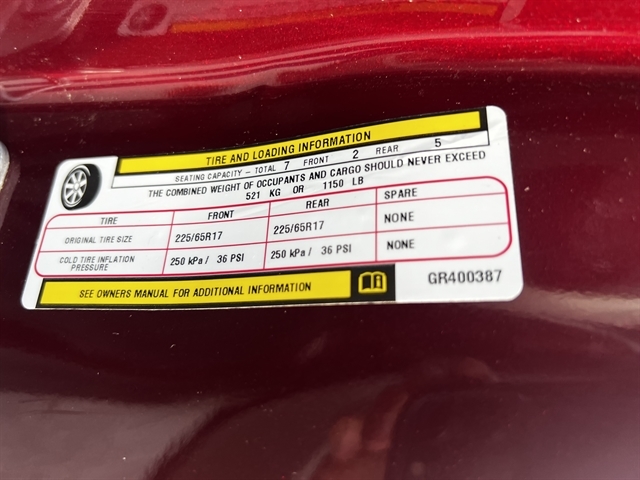 TIRE AND LOADING INFORMATION
SEATING CAPACITY - TOTAL 7 FRONT 2 REAR 5
THE COMBINED WEIGHT OF OCCUPANTS AND CARGO SHOULD NEVER EXCEED
521 KG OR 1150 LB
TIRE FRONT REAR SPARE
ORIGINAL TIRE SIZE 225/65R17 225/65R17 NONE
COLD TIRE INFLATION PRESSURE 250 kPa / 36 PSI 250 kPa / 36 PSI NONE
SEE OWNERS MANUAL FOR ADDITIONAL INFORMATION GR400387